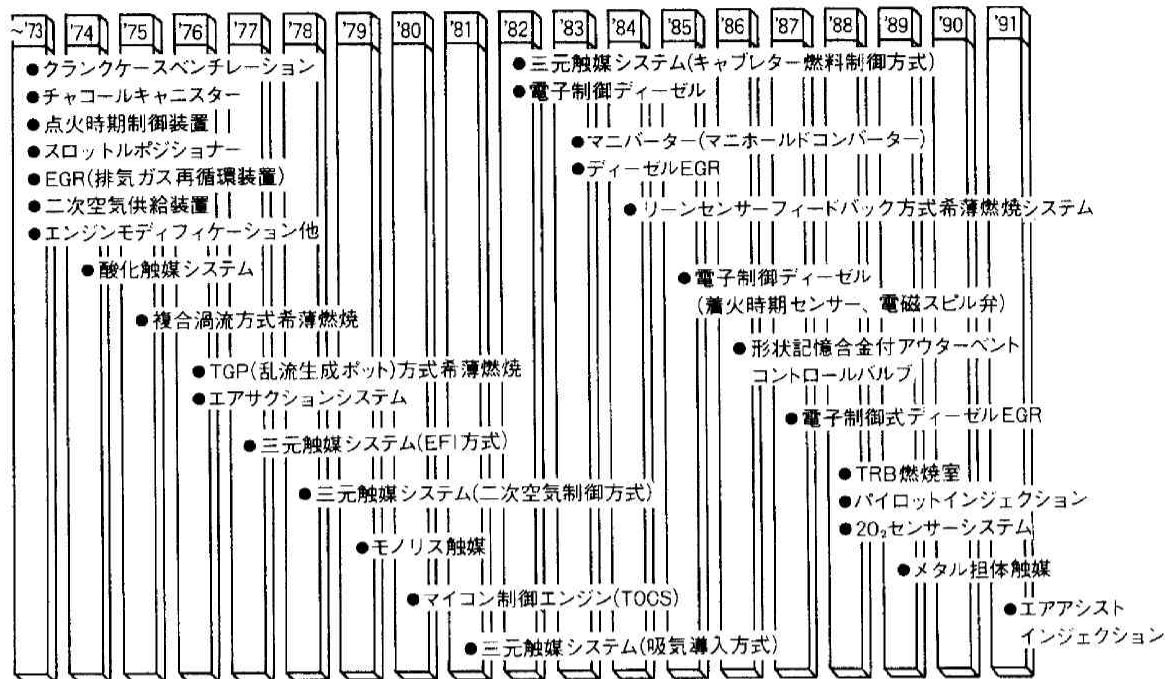 ～'73 '74 '75 '76 '77 '78 '79 '80 '81 '82 '83 '84 '85 '86 '87 '88 '89 '90 '91
●クランクケースベンチレーション
●チャコールキャニスター
●点火時期制御装置
●スロットルポジショナー
●EGR(排気ガス再循環装置)
●二次空気供給装置
●エンジンモディフィケーション他
●酸化触媒システム
●複合渦流方式希薄燃焼
●TGP(乱流生成ポット)方式希薄燃焼
●エアサクションシステム
●三元触媒システム(EFI方式)
●三元触媒システム(二次空気制御方式)
●モノリス触媒
●マイコン制御エンジン(TOCS)
●三元触媒システム(吸気導入方式)
●三元触媒システム(キャブレター燃料制御方式)
●電子制御ディーゼル
●マニバーター(マニホールドコンバーター)
●ディーゼルEGR
●リーンセンサーフィードバック方式希薄燃焼システム
●電子制御ディーゼル
(着火時期センサー、電磁スピル弁)
●形状記憶合金付アウターベント
コントロールバルブ
●電子制御式ディーゼルEGR
●TRB燃焼室
●パイロットインジェクション
●2O₂センサーシステム
●メタル担体触媒
●エアアシスト
インジェクション